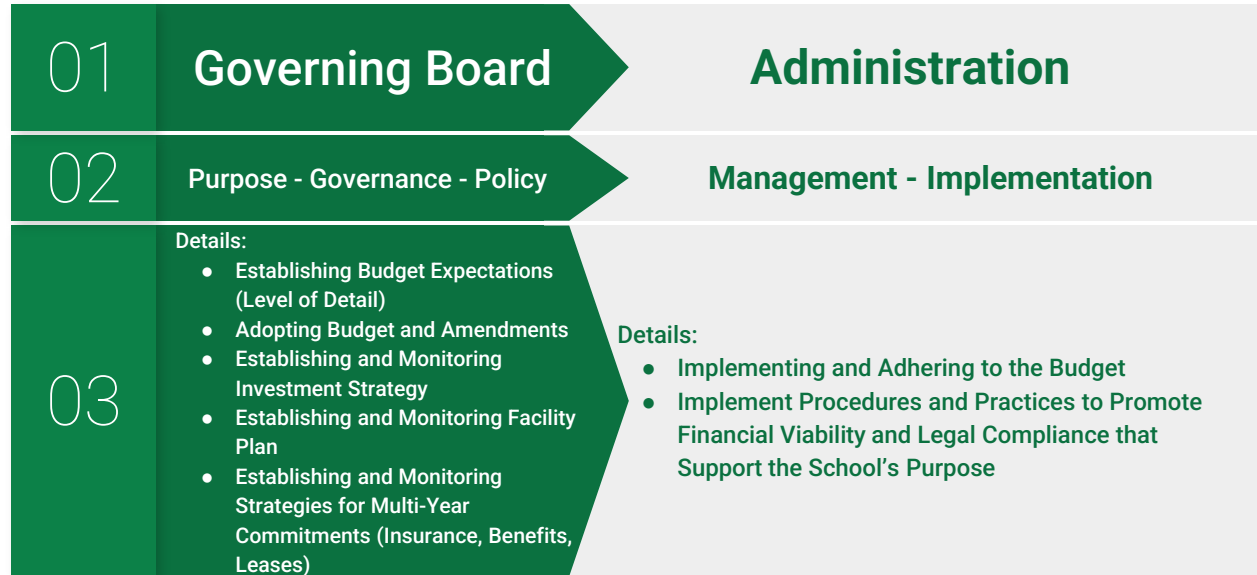 01
Governing Board
Administration
02
Purpose - Governance - Policy
Management - Implementation
03
Details:
● Establishing Budget Expectations
(Level of Detail)
● Adopting Budget and Amendments
● Establishing and Monitoring
Investment Strategy
● Establishing and Monitoring Facility
Plan
● Establishing and Monitoring
Strategies for Multi-Year
Commitments (Insurance, Benefits,
Leases)
Details:
● Implementing and Adhering to the Budget
● Implement Procedures and Practices to Promote
Financial Viability and Legal Compliance that
Support the School’s Purpose